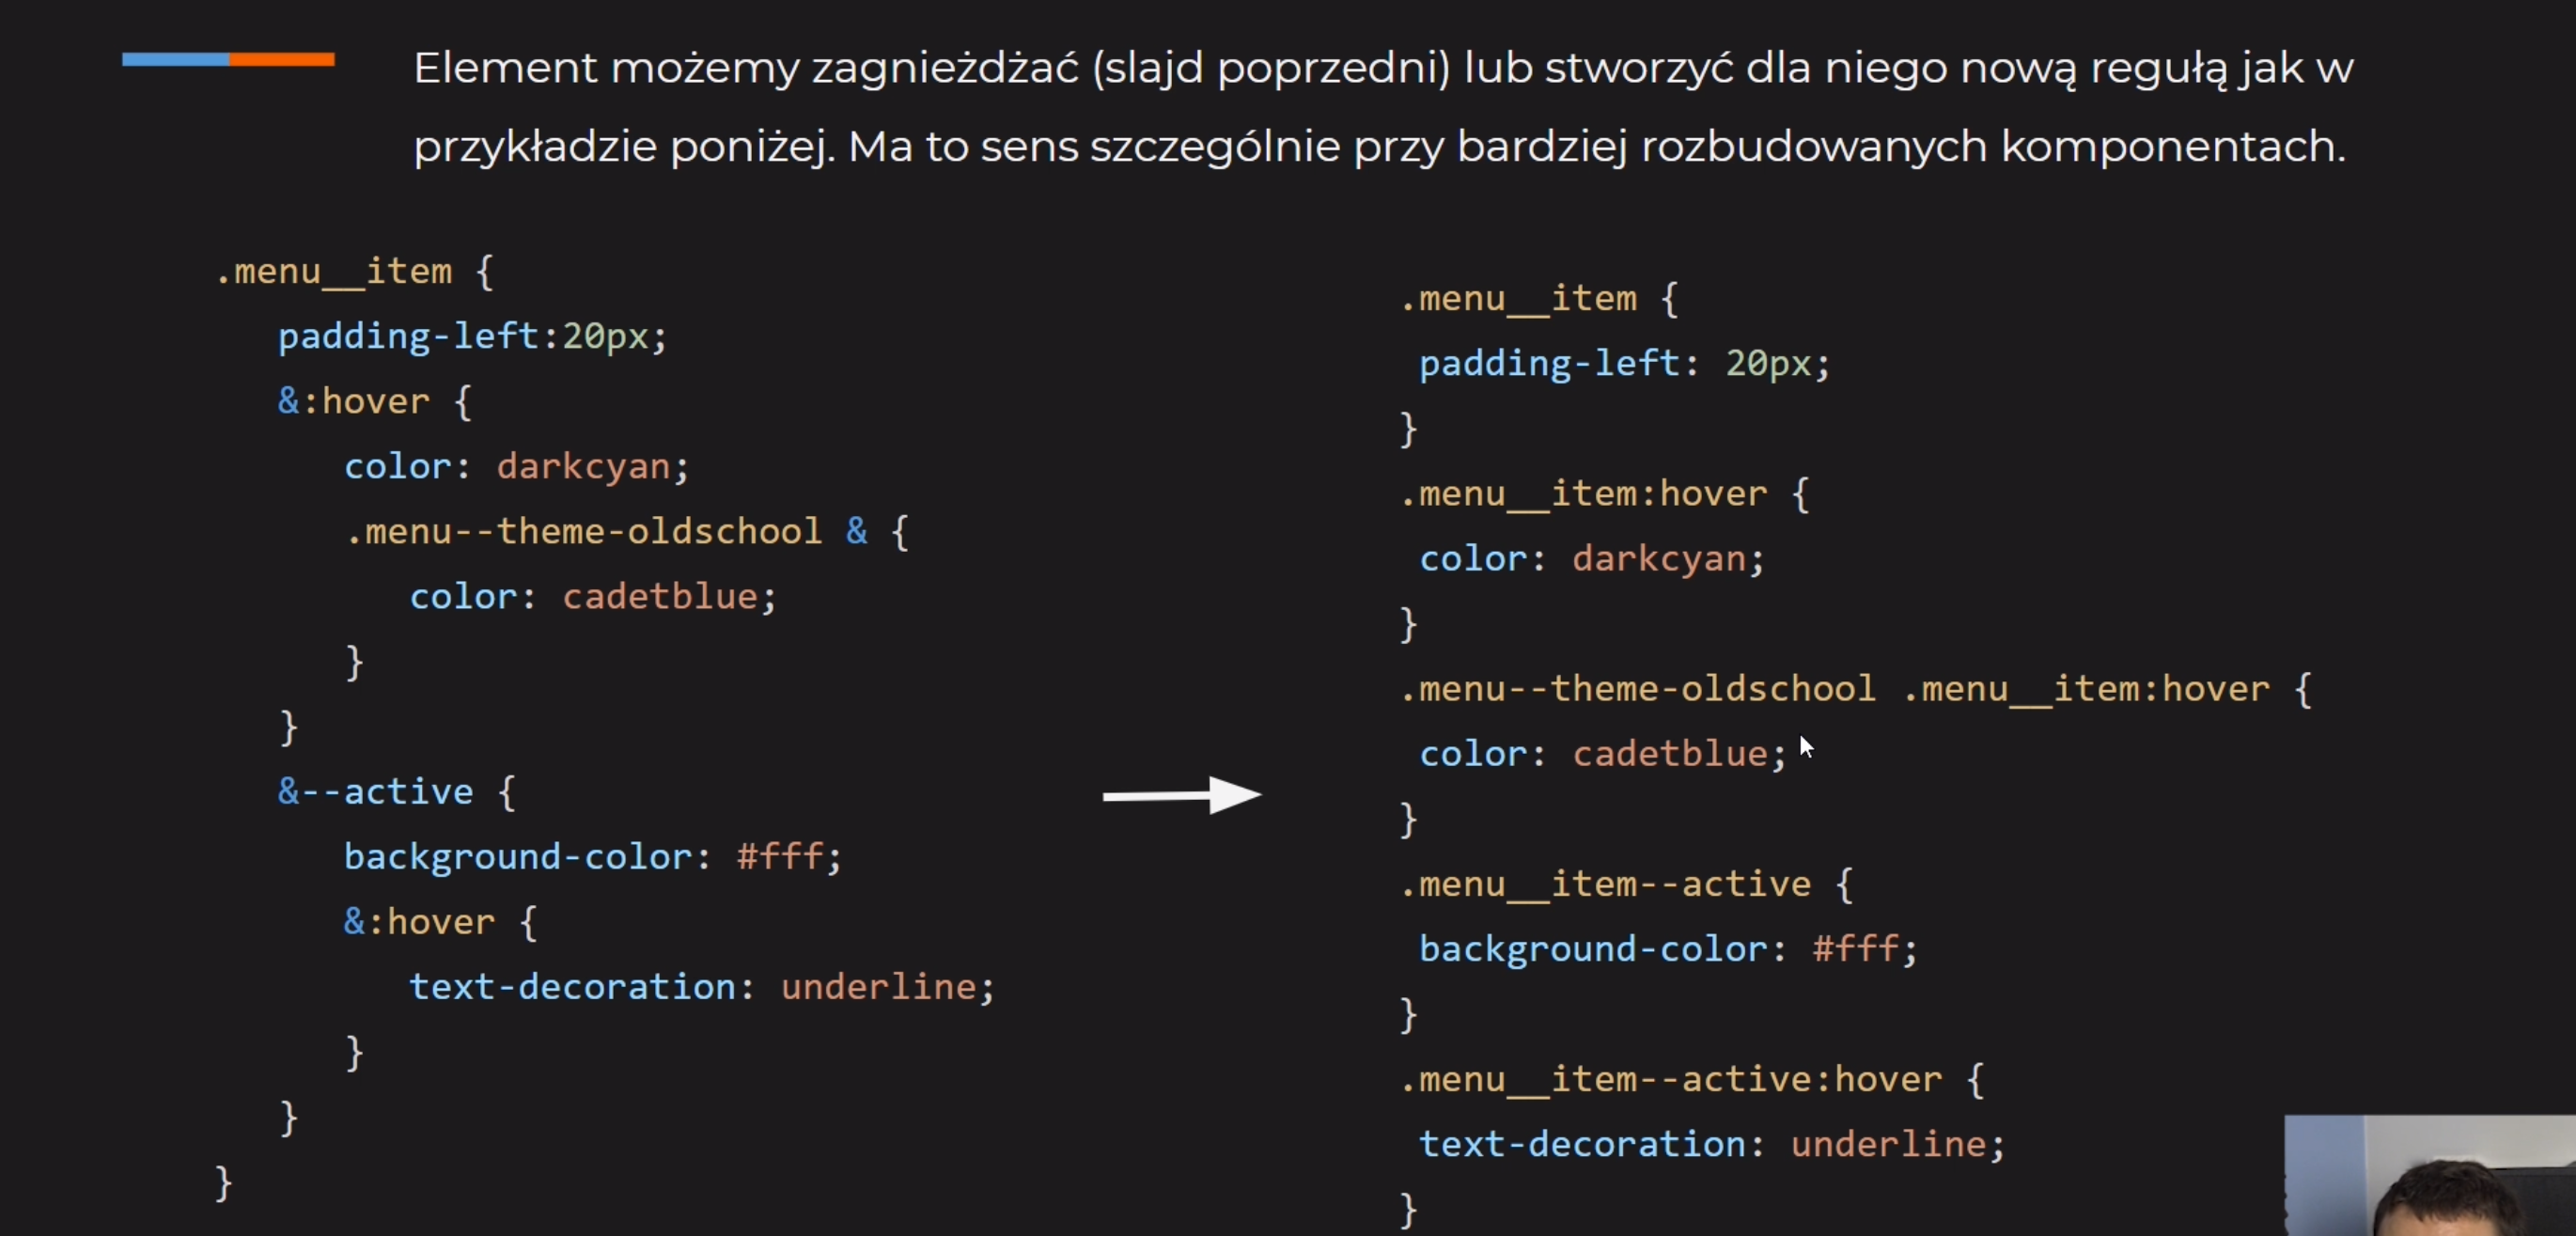 Element możemy zagnieżdżać (slajd poprzedni) lub stworzyć dla niego nową regułą jak w
przykładzie poniżej. Ma to sens szczególnie przy bardziej rozbudowanych komponentach.
.menu__item {
padding-left:20px;
&:hover {
color: darkcyan;
.menu--theme-oldschool & {
color: cadetblue;
}
}
&--active {
background-color: #fff;
&:hover {
text-decoration: underline;
}
}
}
.menu__item {
padding-left: 20px;
}
.menu__item:hover {
color: darkcyan;
}
.menu--theme-oldschool .menu__item:hover {
color: cadetblue;
}
.menu__item--active {
background-color: #fff;
}
.menu__item--active:hover {
text-decoration: underline;
}